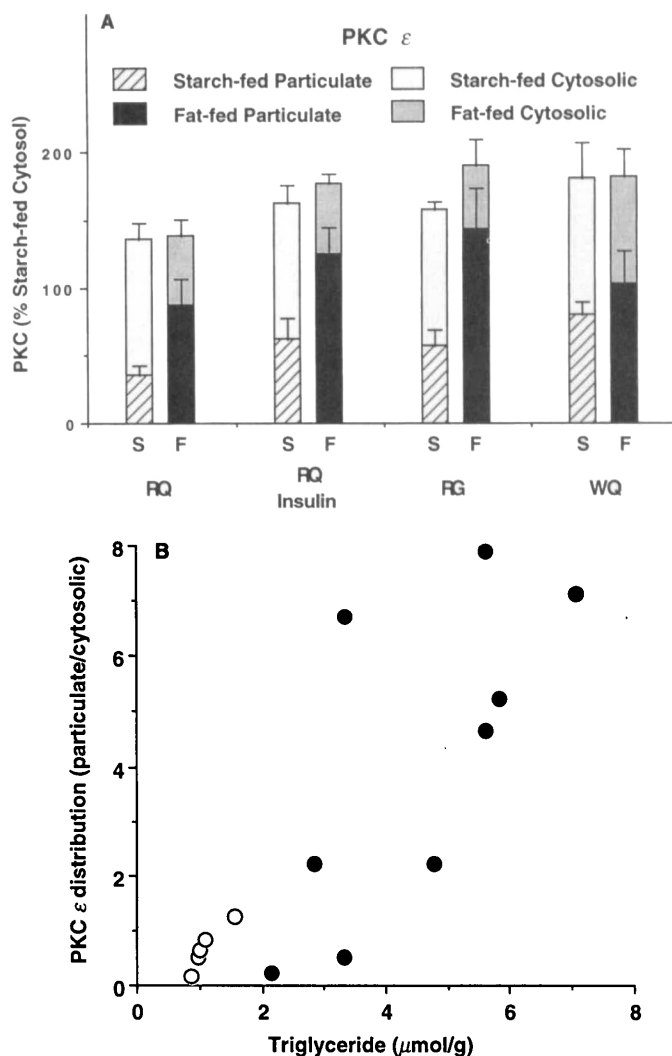 A
PKC ε
Starch-fed Particulate
Starch-fed Cytosolic
Fat-fed Particulate
Fat-fed Cytosolic
PKC (% Starch-fed Cytosol)
200
100
0
S F S F S F S F
RQ RQ RG WQ
Insulin
B
PKC ε distribution (particulate/cytosolic)
8
6
4
2
0
0 2 4 6 8
Triglyceride (μmol/g)